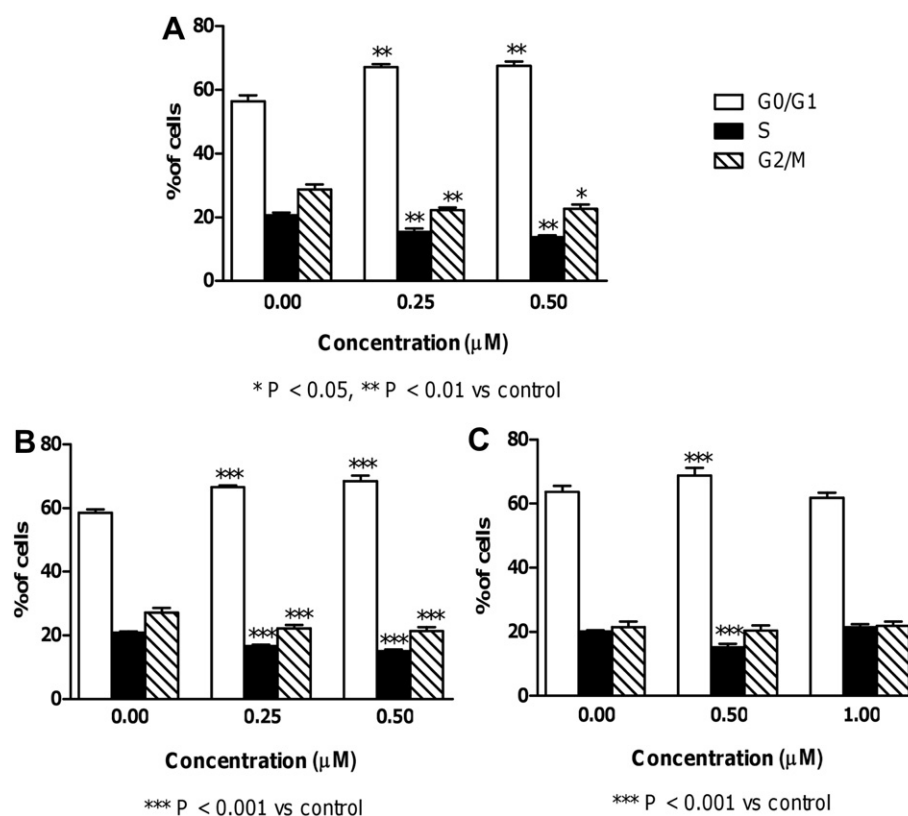 A
80
60
40
20
0
%of cells
** **
** ** ** *
0.00 0.25 0.50
Concentration (μM)
* P < 0.05, ** P < 0.01 vs control
G0/G1
S
G2/M
B
80
60
40
20
0
%of cells
*** ***
*** *** *** ***
0.00 0.25 0.50
Concentration (μM)
*** P < 0.001 vs control
C
80
60
40
20
0
%of cells
***
***
0.00 0.50 1.00
Concentration (μM)
*** P < 0.001 vs control